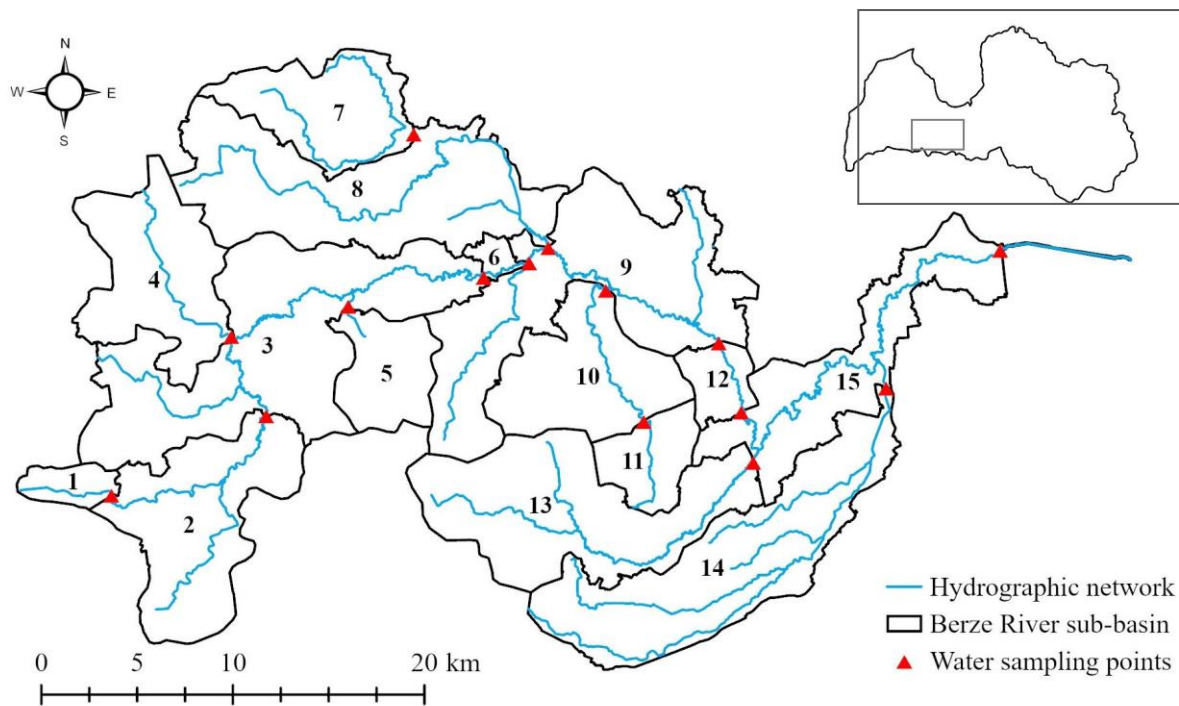 N
W E
S
7
8
4
6
9
3
5
10
12
15
1
11
2
13
14
Hydrographic network
Berze River sub-basin
Water sampling points
0 5 10 20 km